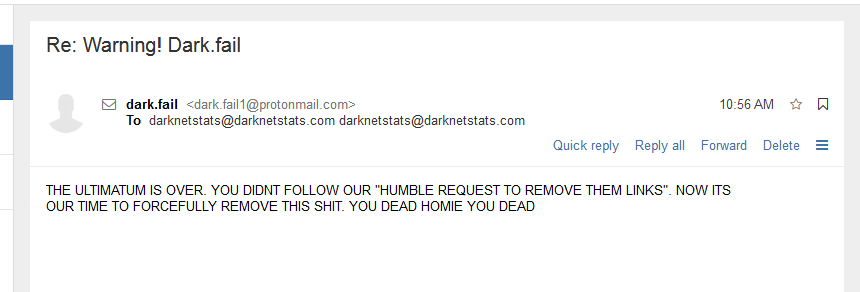 Re: Warning! Dark.fail
dark.fail <dark.fail1@protonmail.com> 10:56 AM
To darknetstats@darknetstats.com darknetstats@darknetstats.com
Quick reply Reply all Forward Delete
THE ULTIMATUM IS OVER. YOU DIDNT FOLLOW OUR "HUMBLE REQUEST TO REMOVE THEM LINKS". NOW ITS
OUR TIME TO FORCEFULLY REMOVE THIS SHIT. YOU DEAD HOMIE YOU DEAD